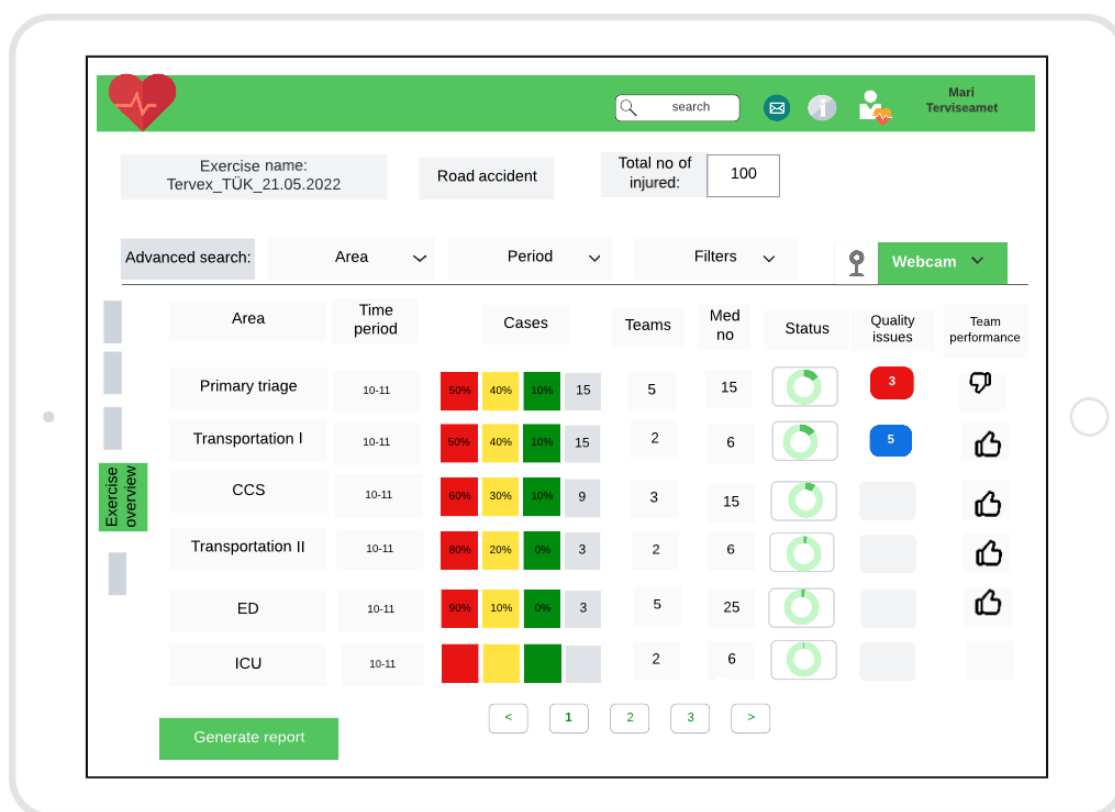 search
Mari
Terviseamet
Exercise name:
Tervex_TÜK_21.05.2022
Road accident
Total no of
injured:
100
Advanced search:
Area
Period
Filters
Webcam
Area
Time
period
Cases
Teams
Med
no
Status
Quality
issues
Team
performance
Primary triage 10-11 50% 40% 10% 15 5 15 3
Transportation I 10-11 50% 40% 10% 15 2 6 5
Exercise
overview
CCS 10-11 60% 30% 10% 9 3 15
Transportation II 10-11 80% 20% 0% 3 2 6
ED 10-11 90% 10% 0% 3 5 25
ICU 10-11 2 6
< 1 2 3 >
Generate report